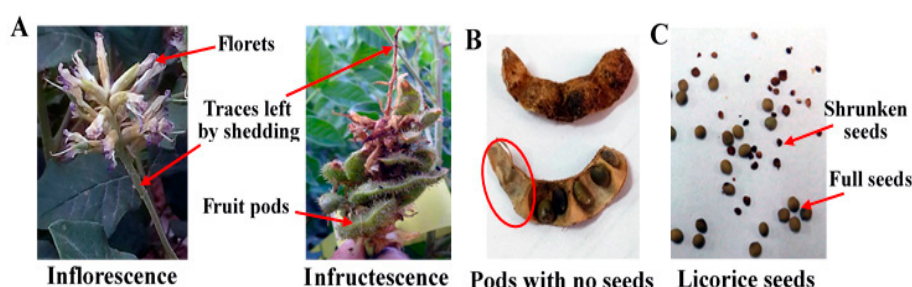 A
Florets
Traces left
by shedding
Fruit pods
Inflorescence
Infructescence
B
Pods with no seeds
C
Shrunken
seeds
Full seeds
Licorice seeds